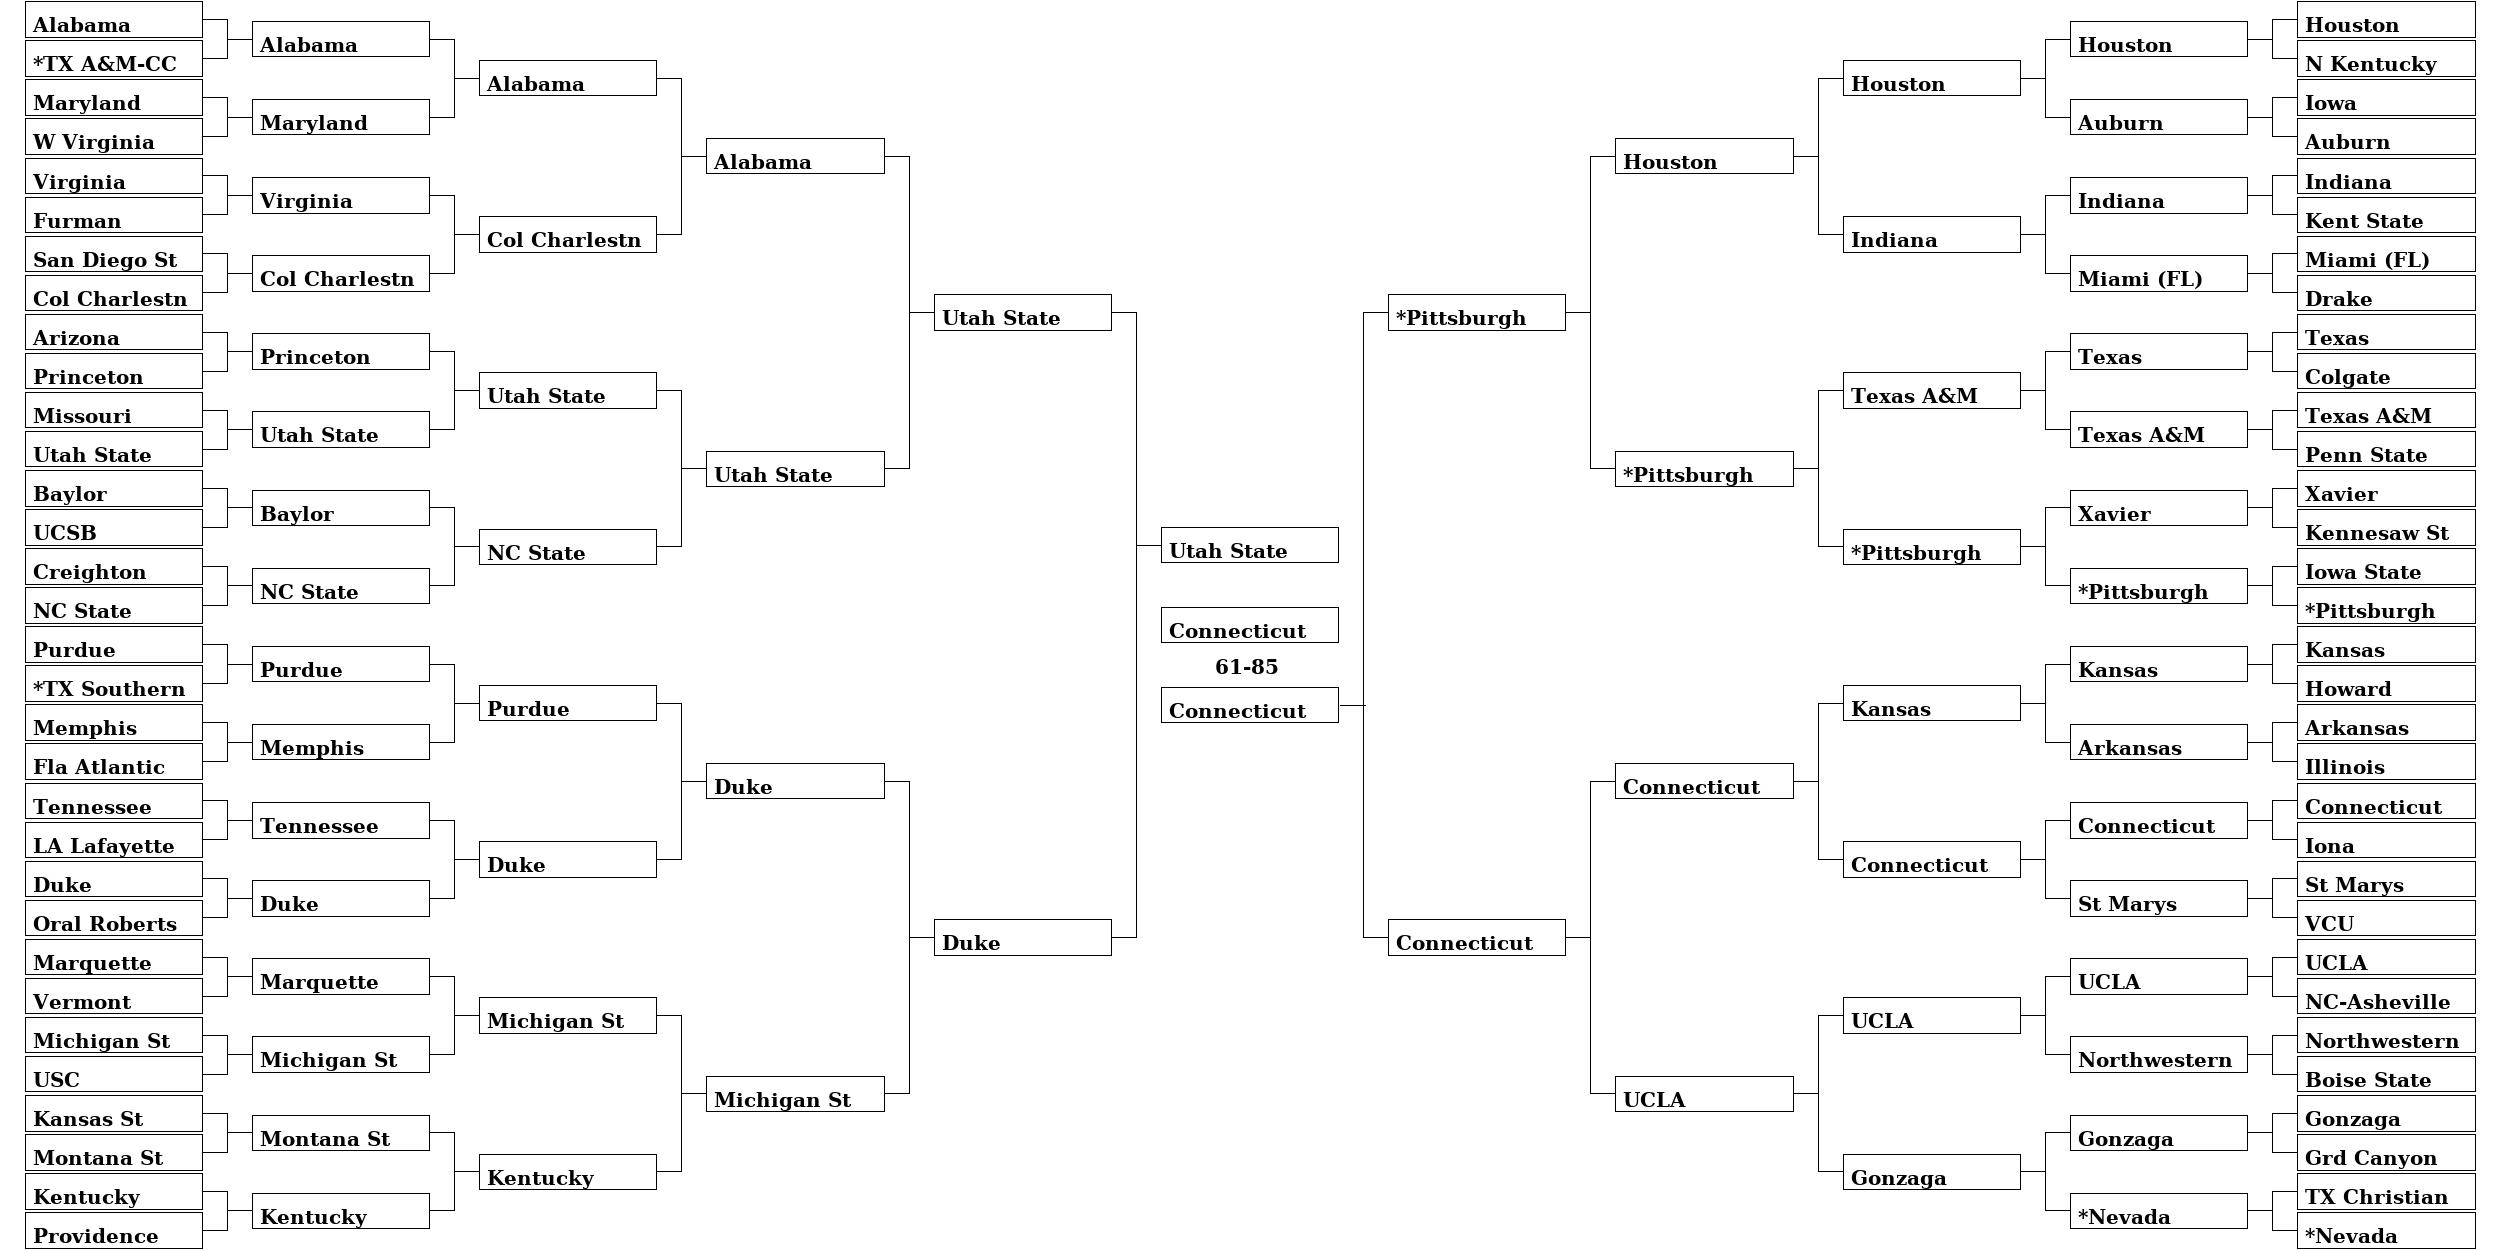 Alabama
*TX A&M-CC
Maryland
W Virginia
Virginia
Furman
San Diego St
Col Charlestn
Arizona
Princeton
Missouri
Utah State
Baylor
UCSB
Creighton
NC State
Purdue
*TX Southern
Memphis
Fla Atlantic
Tennessee
LA Lafayette
Duke
Oral Roberts
Marquette
Vermont
Michigan St
USC
Kansas St
Montana St
Kentucky
Providence
Alabama
Maryland
Virginia
Col Charlestn
Princeton
Utah State
Baylor
NC State
Purdue
Memphis
Tennessee
Duke
Marquette
Michigan St
Montana St
Kentucky
Alabama
Col Charlestn
Utah State
NC State
Purdue
Duke
Michigan St
Kentucky
Alabama
Utah State
Duke
Michigan St
Utah State
Duke
Utah State
Connecticut
61-85
Connecticut
*Pittsburgh
Connecticut
Houston
*Pittsburgh
Connecticut
UCLA
Houston
Indiana
Texas A&M
*Pittsburgh
Kansas
Connecticut
UCLA
Gonzaga
Houston
Auburn
Indiana
Miami (FL)
Texas
Texas A&M
Xavier
*Pittsburgh
Kansas
Arkansas
Connecticut
St Marys
UCLA
Northwestern
Gonzaga
*Nevada
Houston
N Kentucky
Iowa
Auburn
Indiana
Kent State
Miami (FL)
Drake
Texas
Colgate
Texas A&M
Penn State
Xavier
Kennesaw St
Iowa State
*Pittsburgh
Kansas
Howard
Arkansas
Illinois
Connecticut
Iona
St Marys
VCU
UCLA
NC-Asheville
Northwestern
Boise State
Gonzaga
Grd Canyon
TX Christian
*Nevada